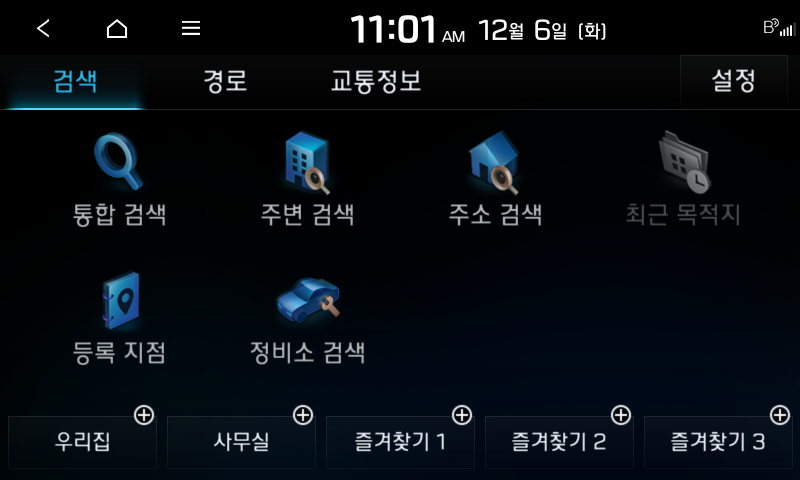 11:01 AM 12월 6일 (화) B
검색 경로 교통정보 설정
통합 검색 주변 검색 주소 검색 최근 목적지
등록 지점 정비소 검색
우리집 사무실 즐겨찾기 1 즐겨찾기 2 즐겨찾기 3